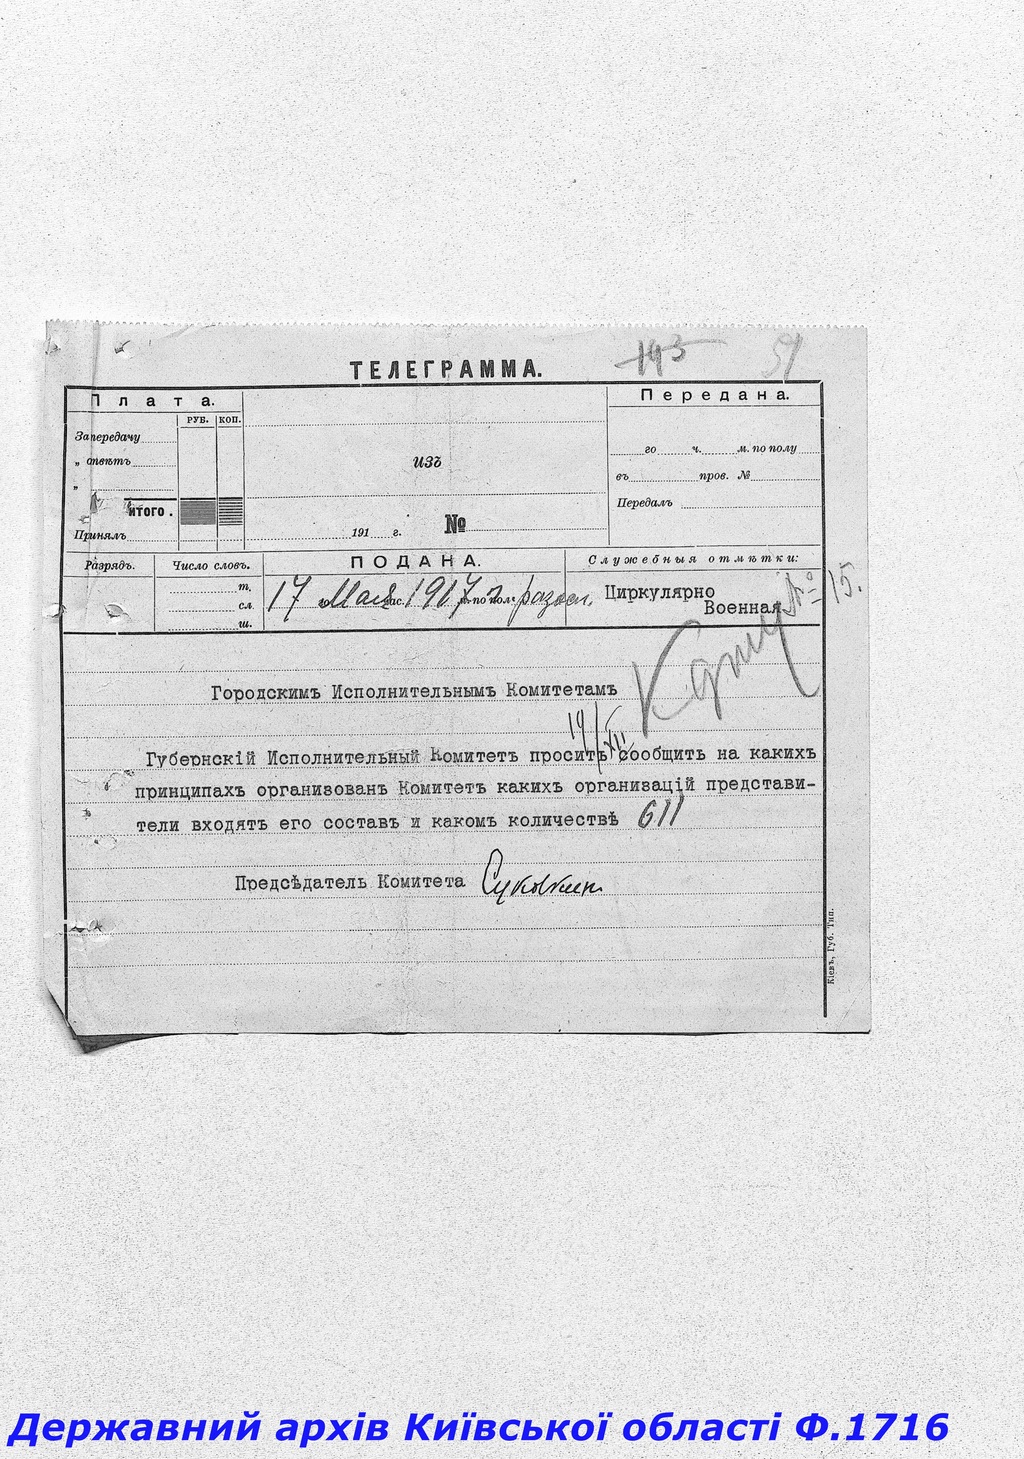 143 51
ТЕЛЕГРАММА.
Плата.
РУБ. КОП.
За передачу
„ отвѣтъ
„
ИТОГО.
Принялъ
изъ
191 г. №
Передана.
го ч. м. по полу
въ пров. №
Передалъ
Разрядъ.
Число словъ.
т.
сл.
ш.
ПОДАНА.
17 Мая 1917 г. разосл.
Служебныя отмѣтки:
Циркулярно
Военная
№ 15.
Городскимъ Исполнительнымъ Комитетамъ
19/V
Губернскій Исполнительный Комитетъ проситъ сообщить на какихъ
принципахъ организованъ Комитетъ какихъ организацій представи-
тели входятъ его составъ и какомъ количествѣ 611
Предсѣдатель Комитета Суковкин
Кіевъ, Губ. Тип.
Державний архів Київської області Ф.1716